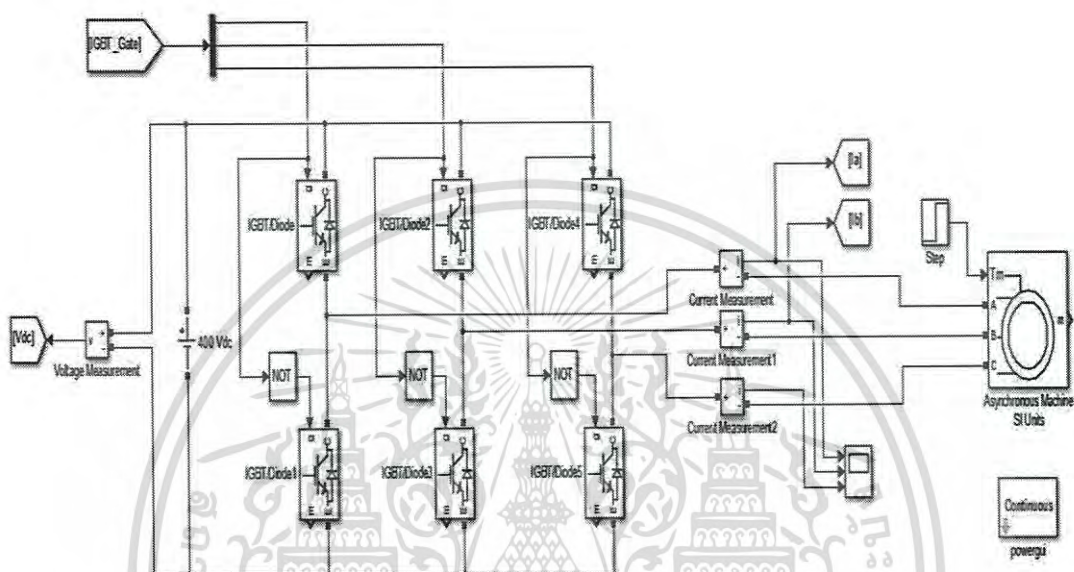 [IGBT_Gate]
g
C
IGBT/Diode
m
E
g
C
IGBT/Diode2
m
E
g
C
IGBT/Diode4
m
E
[Ia]
[Ib]
Step
Current Measurement
Tm
A
B
C
m
Asynchronous Machine
SI Units
[Vdc]
v
Voltage Measurement
400 Vdc
NOT
NOT
NOT
Current Measurement1
Current Measurement2
g
C
IGBT/Diode1
m
E
g
C
IGBT/Diode3
m
E
g
C
IGBT/Diode5
m
E
Continuous
powergui